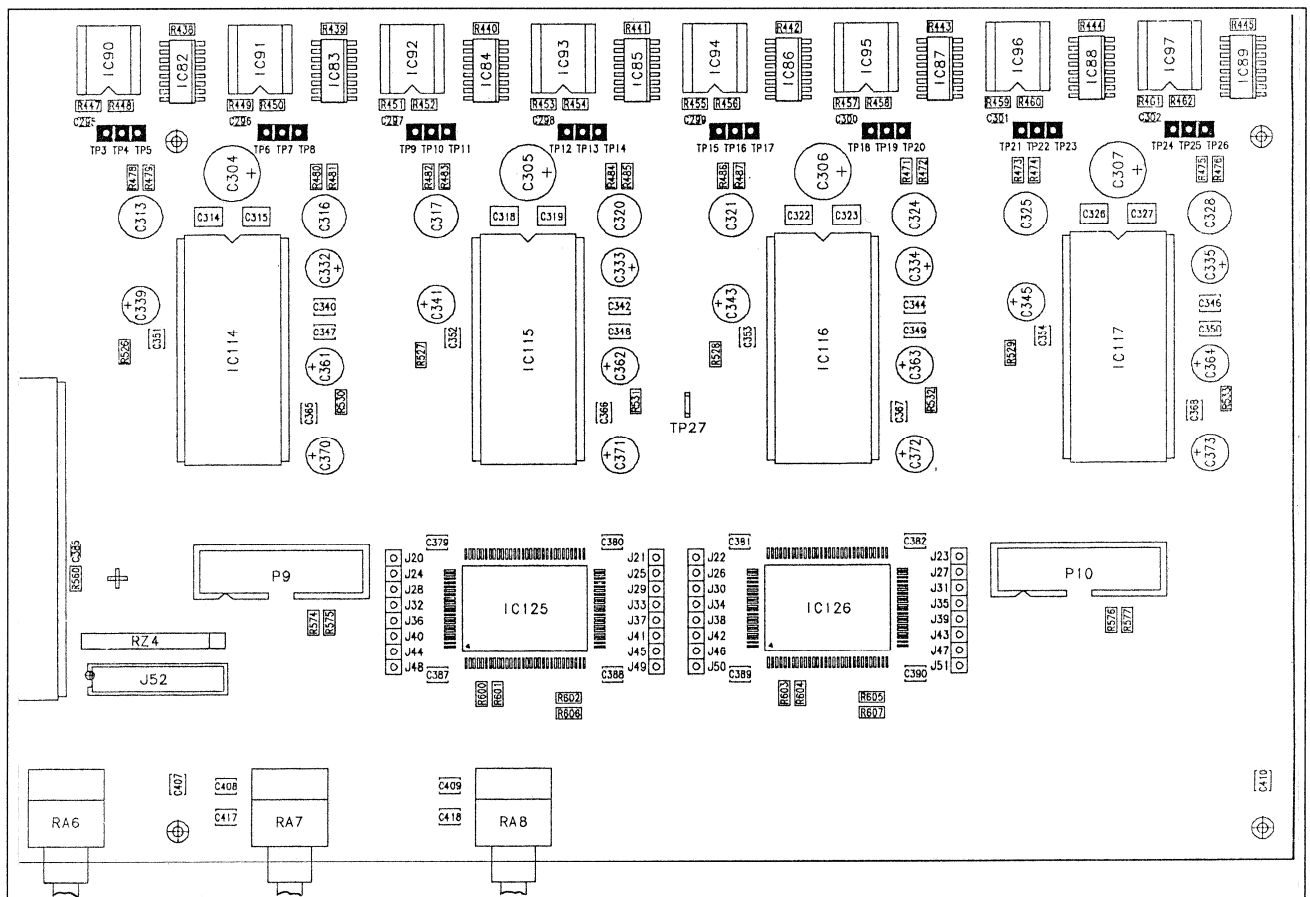 R438 R439 R440 R441 R442 R443 R444 R445
IC90 IC82 IC91 IC83 IC92 IC84 IC93 IC85 IC94 IC86 IC95 IC87 IC96 IC88 IC97 IC89
R447 R448 R449 R450 R451 R452 R453 R454 R455 R456 R457 R458 R459 R460 R461 R462
C295 C296 C297 C298 C299 C300 C301 C302
TP3 TP4 TP5 TP6 TP7 TP8 TP9 TP10 TP11 TP12 TP13 TP14 TP15 TP16 TP17 TP18 TP19 TP20 TP21 TP22 TP23 TP24 TP25 TP26
R478 R479 C304 + R480 R481 R482 R483 C305 + R484 R485 R486 R487 C306 + R471 R472 R473 R474 C307 + R475 R476
C313 C314 C315 C316 C317 C318 C319 C320 C321 C322 C323 C324 C325 C326 C327 C328
C332 + C333 + C334 + C335 +
+ C339 C340 + C341 C342 + C343 C344 + C345 C346
R526 C351 IC114 C347 R527 C352 IC115 C348 R528 C353 IC116 C349 R529 C354 IC117 C350
+ C361 + C362 + C363 + C364
C365 R530 C366 R531 TP27 C367 R532 C368 R533
+ C370 + C371 + C372 + C373
C379 C380 C381 C382
C386 R560 P9 P10
J20 J21 J22 J23
J24 J25 J26 J27
J28 J29 J30 J31
J32 IC125 J33 J34 IC126 J35
J36 J37 J38 J39
R574 R575 R576 R577
J40 J41 J42 J43
J44 J45 J46 J47
J48 J49 J50 J51
RZ4
J52
C387 C388 C389 C390
R600 R601 R602 R603 R604 R605
R606 R607
C407 C408 C409 C410
C417 C418
RA6 RA7 RA8